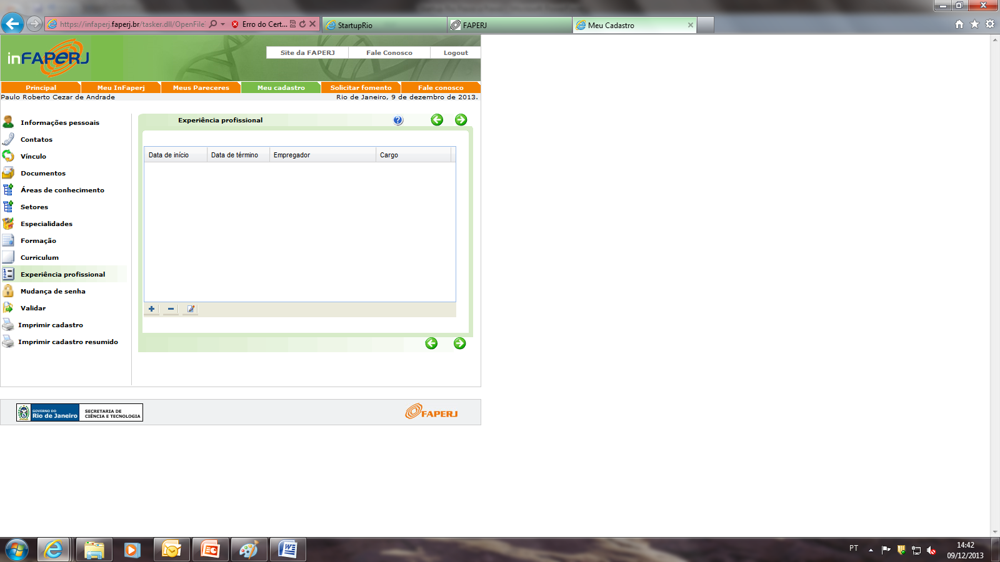 https://infaperj.faperj.br/tasker.dll/OpenFile
Erro do Cert...
StartupRio
FAPERJ
Meu Cadastro
inFAPERJ
Site da FAPERJ
Fale Conosco
Logout
Principal
Meu InFaperj
Meus Pareceres
Meu cadastro
Solicitar fomento
Fale conosco
Paulo Roberto Cezar de Andrade
Rio de Janeiro, 9 de dezembro de 2013.
Informações pessoais
Contatos
Vínculo
Documentos
Áreas de conhecimento
Setores
Especialidades
Formação
Curriculum
Experiência profissional
Mudança de senha
Validar
Imprimir cadastro
Imprimir cadastro resumido
Experiência profissional
Data de início
Data de término
Empregador
Cargo
GOVERNO DO
Rio de Janeiro
SECRETARIA DE
CIÊNCIA E TECNOLOGIA
FAPERJ
PT
14:42
09/12/2013